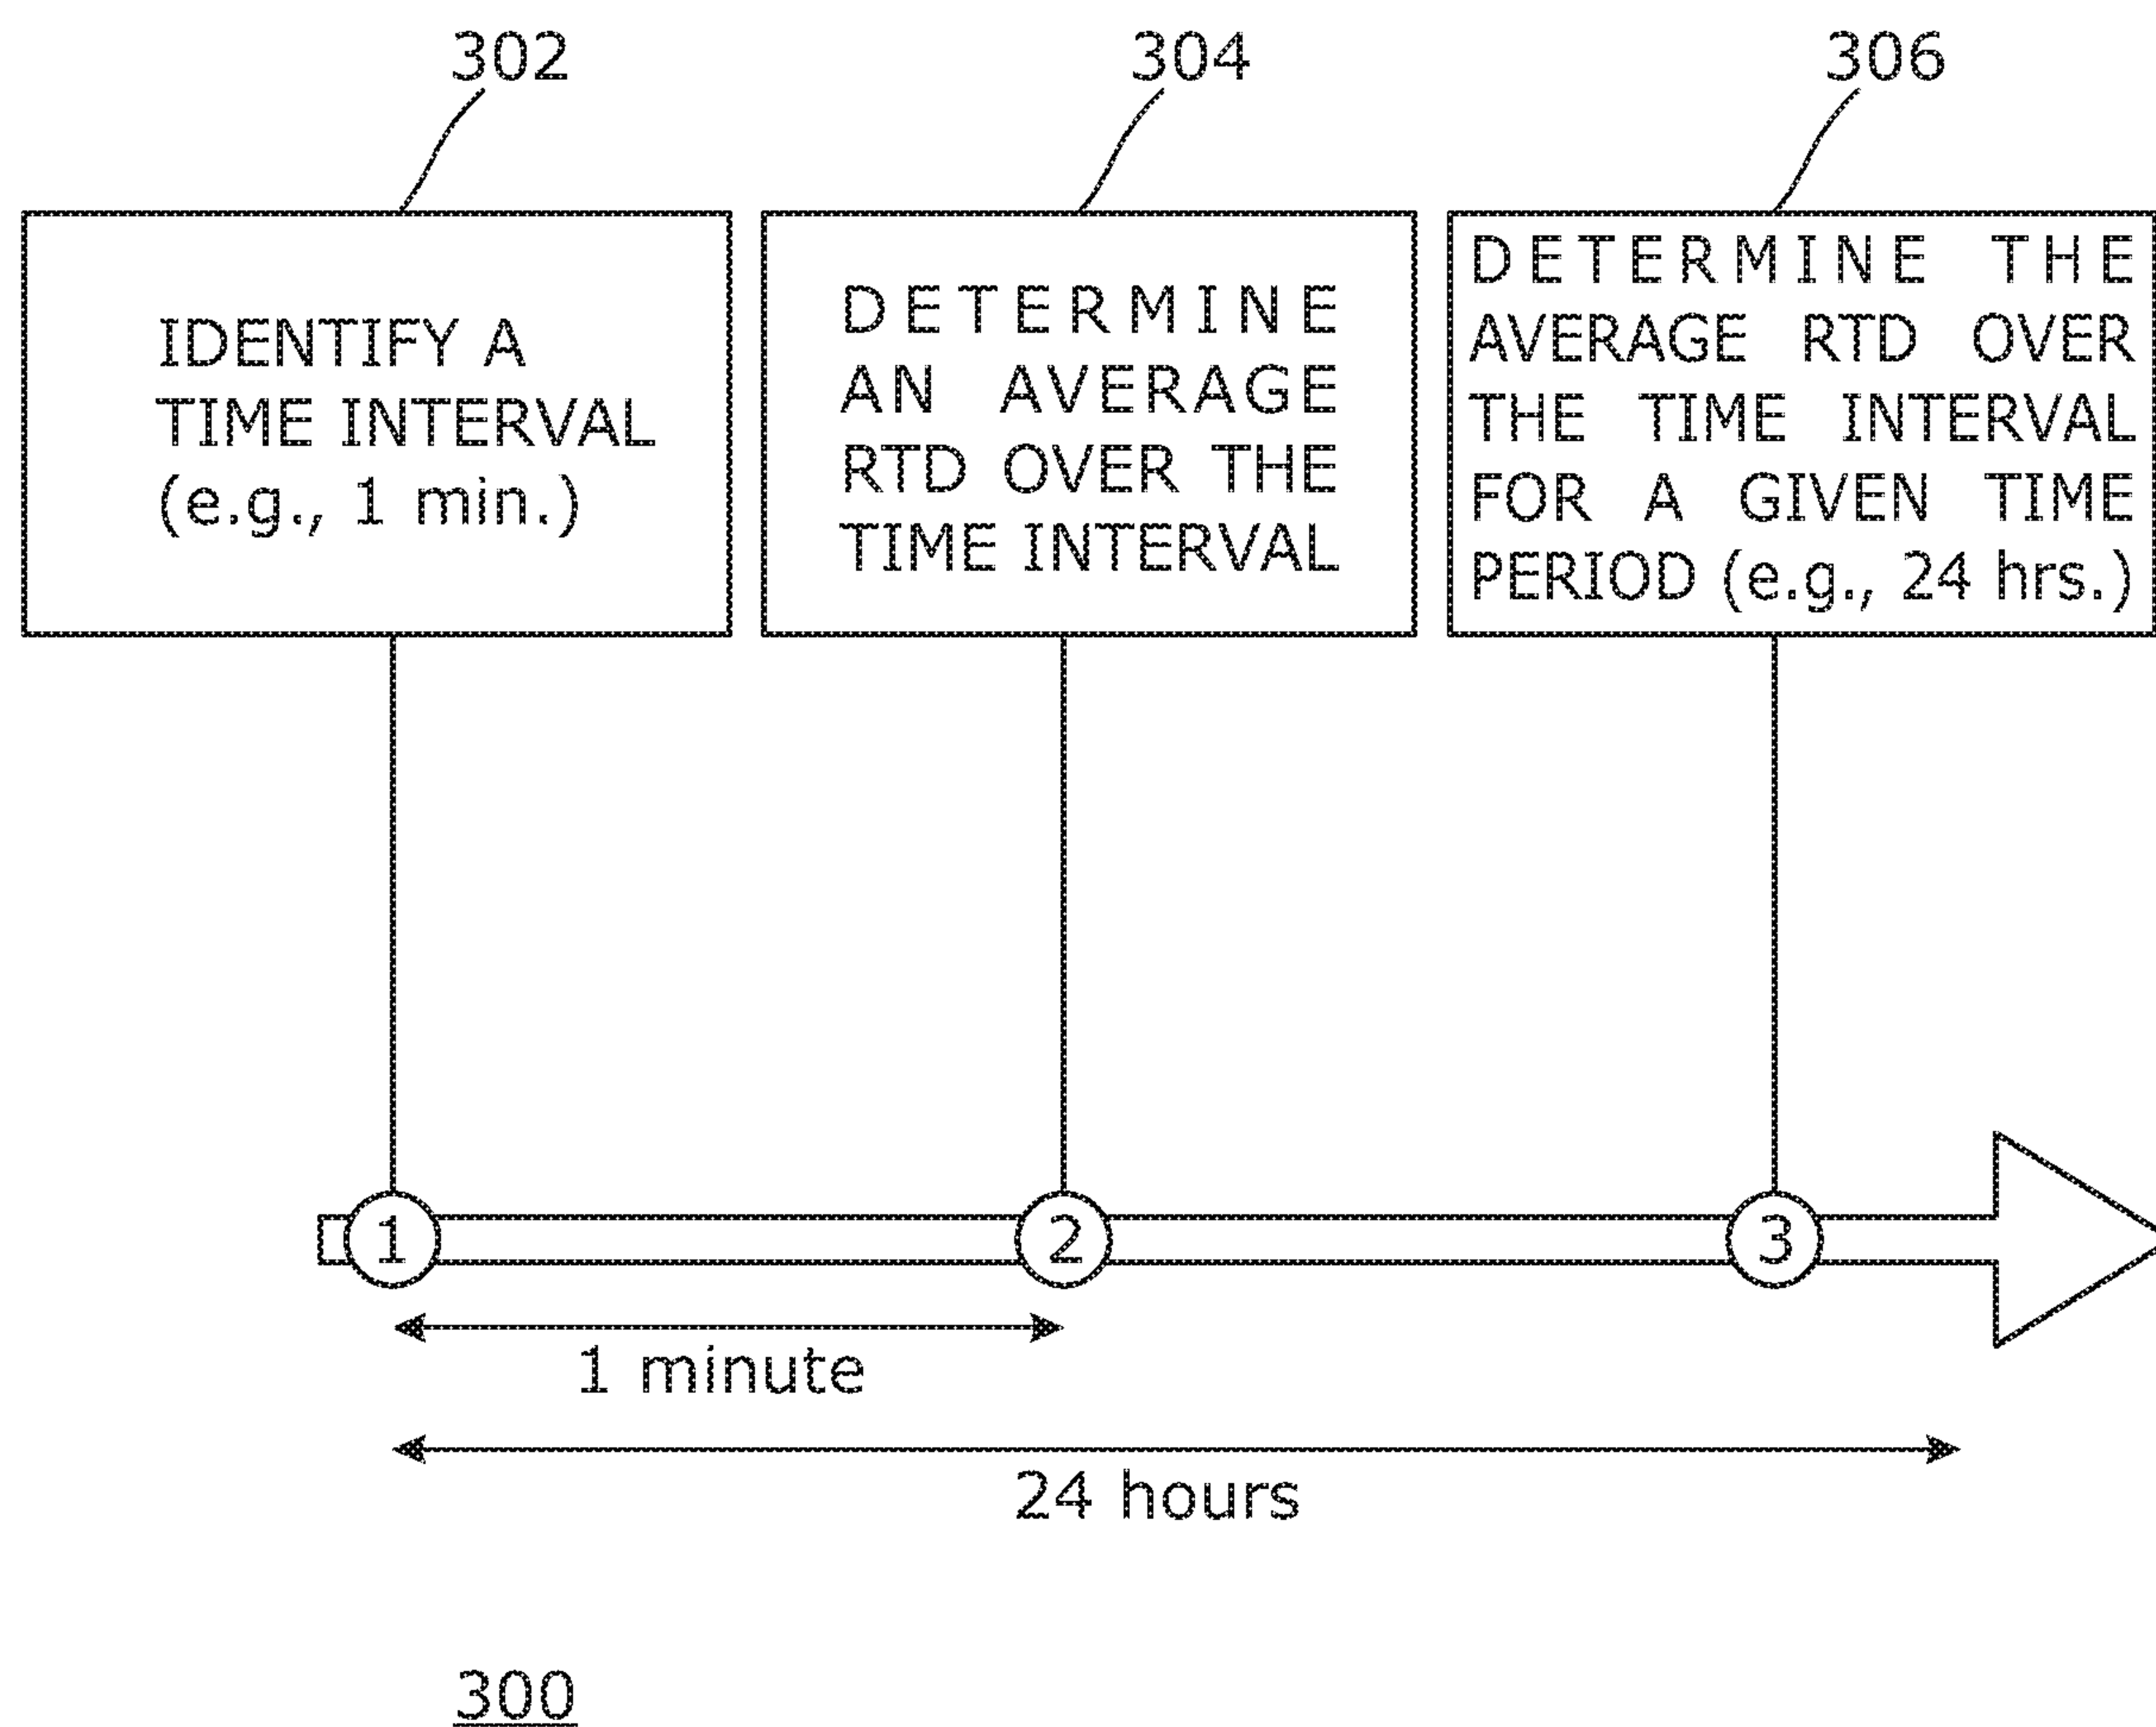 302
304
306
IDENTIFY A
TIME INTERVAL
(e.g., 1 min.)
DETERMINE
AN AVERAGE
RTD OVER THE
TIME INTERVAL
DETERMINE THE
AVERAGE RTD OVER
THE TIME INTERVAL
FOR A GIVEN TIME
PERIOD (e.g., 24 hrs.)
1
2
3
1 minute
24 hours
300